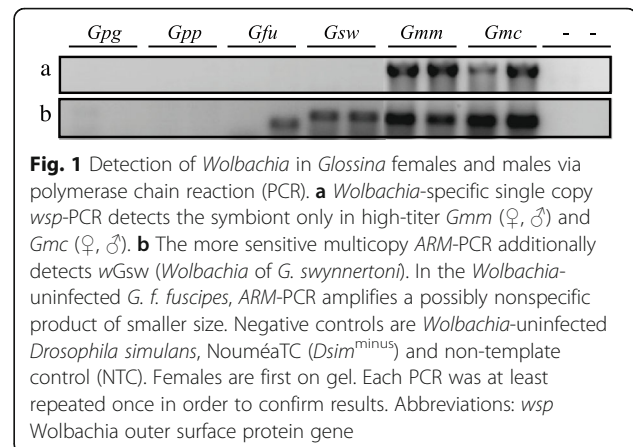 Gpg Gpp Gfu Gsw Gmm Gmc - -
a
b
Fig. 1 Detection of Wolbachia in Glossina females and males via
polymerase chain reaction (PCR). a Wolbachia-specific single copy
wsp-PCR detects the symbiont only in high-titer Gmm (♀, ♂) and
Gmc (♀, ♂). b The more sensitive multicopy ARM-PCR additionally
detects wGsw (Wolbachia of G. swynnertoni). In the Wolbachia-
uninfected G. f. fuscipes, ARM-PCR amplifies a possibly nonspecific
product of smaller size. Negative controls are Wolbachia-uninfected
Drosophila simulans, NouméaTC (Dsim^minus) and non-template
control (NTC). Females are first on gel. Each PCR was at least
repeated once in order to confirm results. Abbreviations: wsp
Wolbachia outer surface protein gene